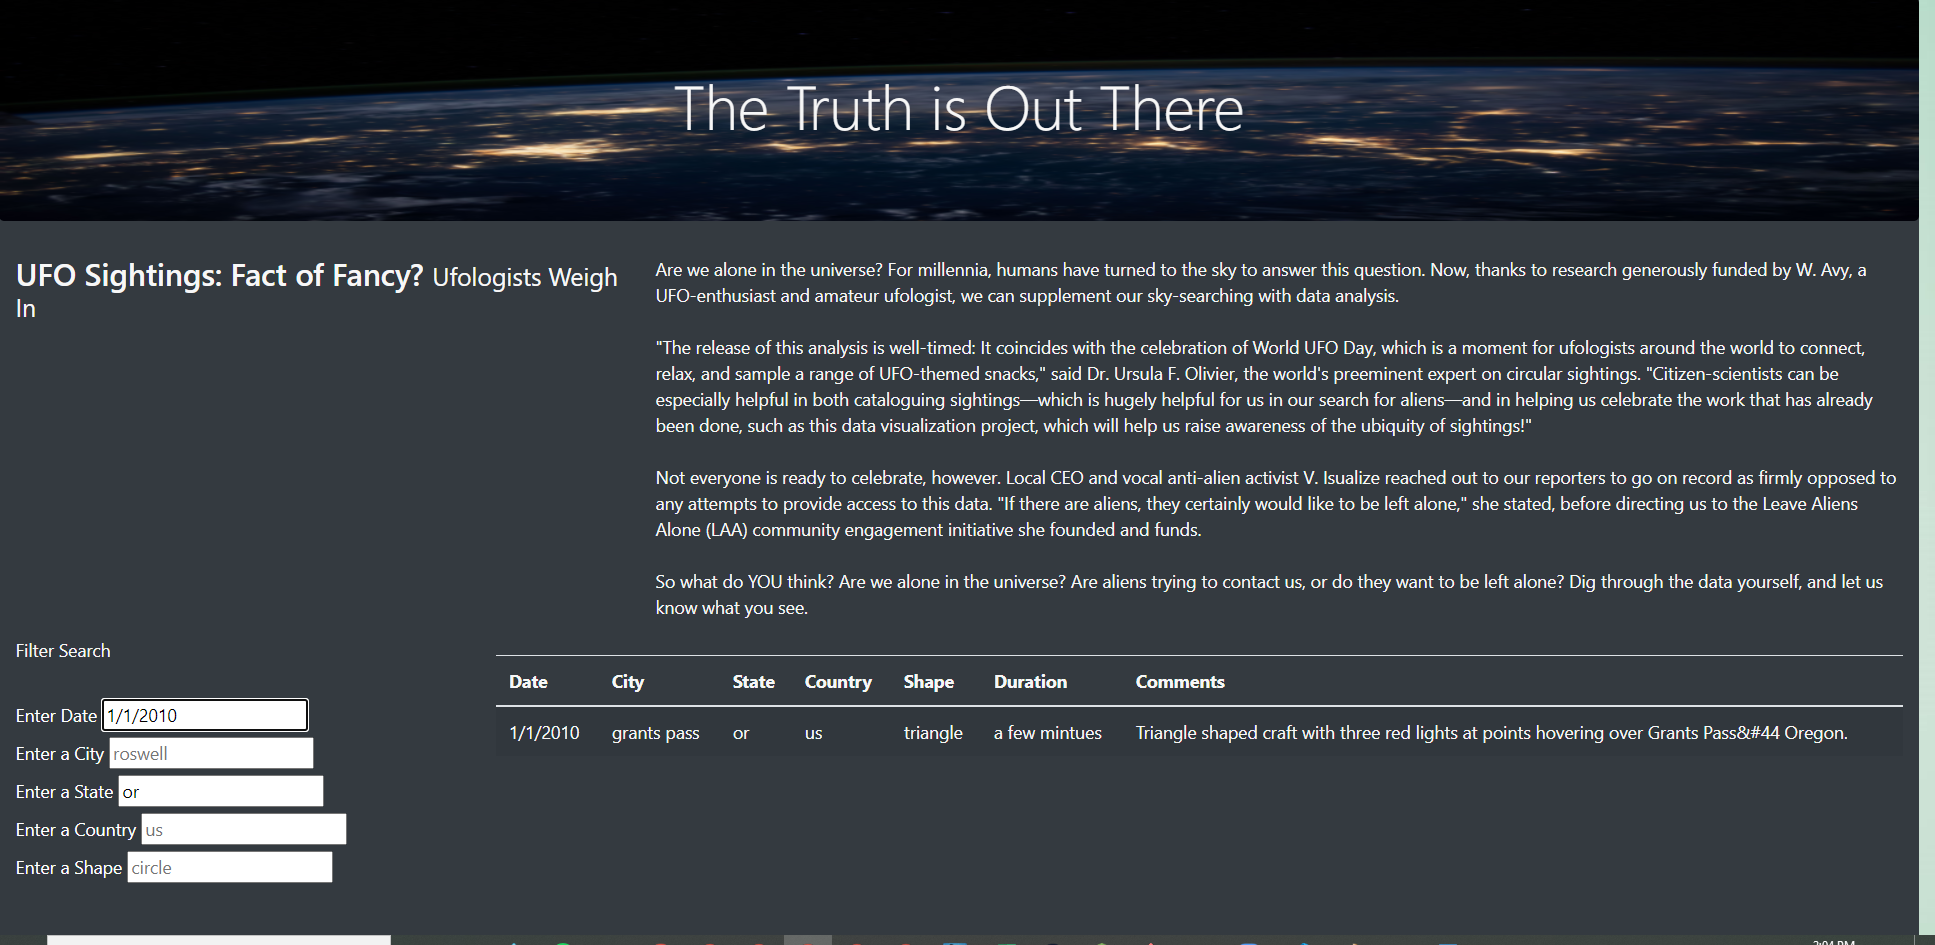 The Truth is Out There
UFO Sightings: Fact of Fancy? Ufologists Weigh
In
Are we alone in the universe? For millennia, humans have turned to the sky to answer this question. Now, thanks to research generously funded by W. Avy, a
UFO-enthusiast and amateur ufologist, we can supplement our sky-searching with data analysis.
"The release of this analysis is well-timed: It coincides with the celebration of World UFO Day, which is a moment for ufologists around the world to connect,
relax, and sample a range of UFO-themed snacks," said Dr. Ursula F. Olivier, the world's preeminent expert on circular sightings. "Citizen-scientists can be
especially helpful in both cataloguing sightings—which is hugely helpful for us in our search for aliens—and in helping us celebrate the work that has already
been done, such as this data visualization project, which will help us raise awareness of the ubiquity of sightings!"
Not everyone is ready to celebrate, however. Local CEO and vocal anti-alien activist V. Isualize reached out to our reporters to go on record as firmly opposed to
any attempts to provide access to this data. "If there are aliens, they certainly would like to be left alone," she stated, before directing us to the Leave Aliens
Alone (LAA) community engagement initiative she founded and funds.
So what do YOU think? Are we alone in the universe? Are aliens trying to contact us, or do they want to be left alone? Dig through the data yourself, and let us
know what you see.
Filter Search
Enter Date 1/1/2010
Enter a City roswell
Enter a State or
Enter a Country us
Enter a Shape circle
Date City State Country Shape Duration Comments
1/1/2010 grants pass or us triangle a few mintues Triangle shaped craft with three red lights at points hovering over Grants Pass&#44 Oregon.